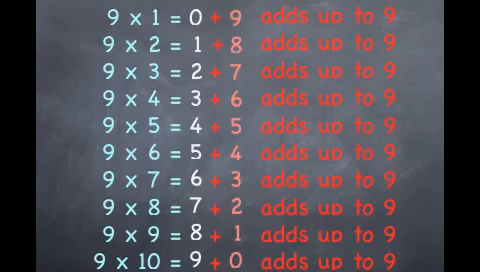 9 x 1 = 0 + 9 adds up to 9
9 x 2 = 1 + 8 adds up to 9
9 x 3 = 2 + 7 adds up to 9
9 x 4 = 3 + 6 adds up to 9
9 x 5 = 4 + 5 adds up to 9
9 x 6 = 5 + 4 adds up to 9
9 x 7 = 6 + 3 adds up to 9
9 x 8 = 7 + 2 adds up to 9
9 x 9 = 8 + 1 adds up to 9
9 x 10 = 9 + 0 adds up to 9